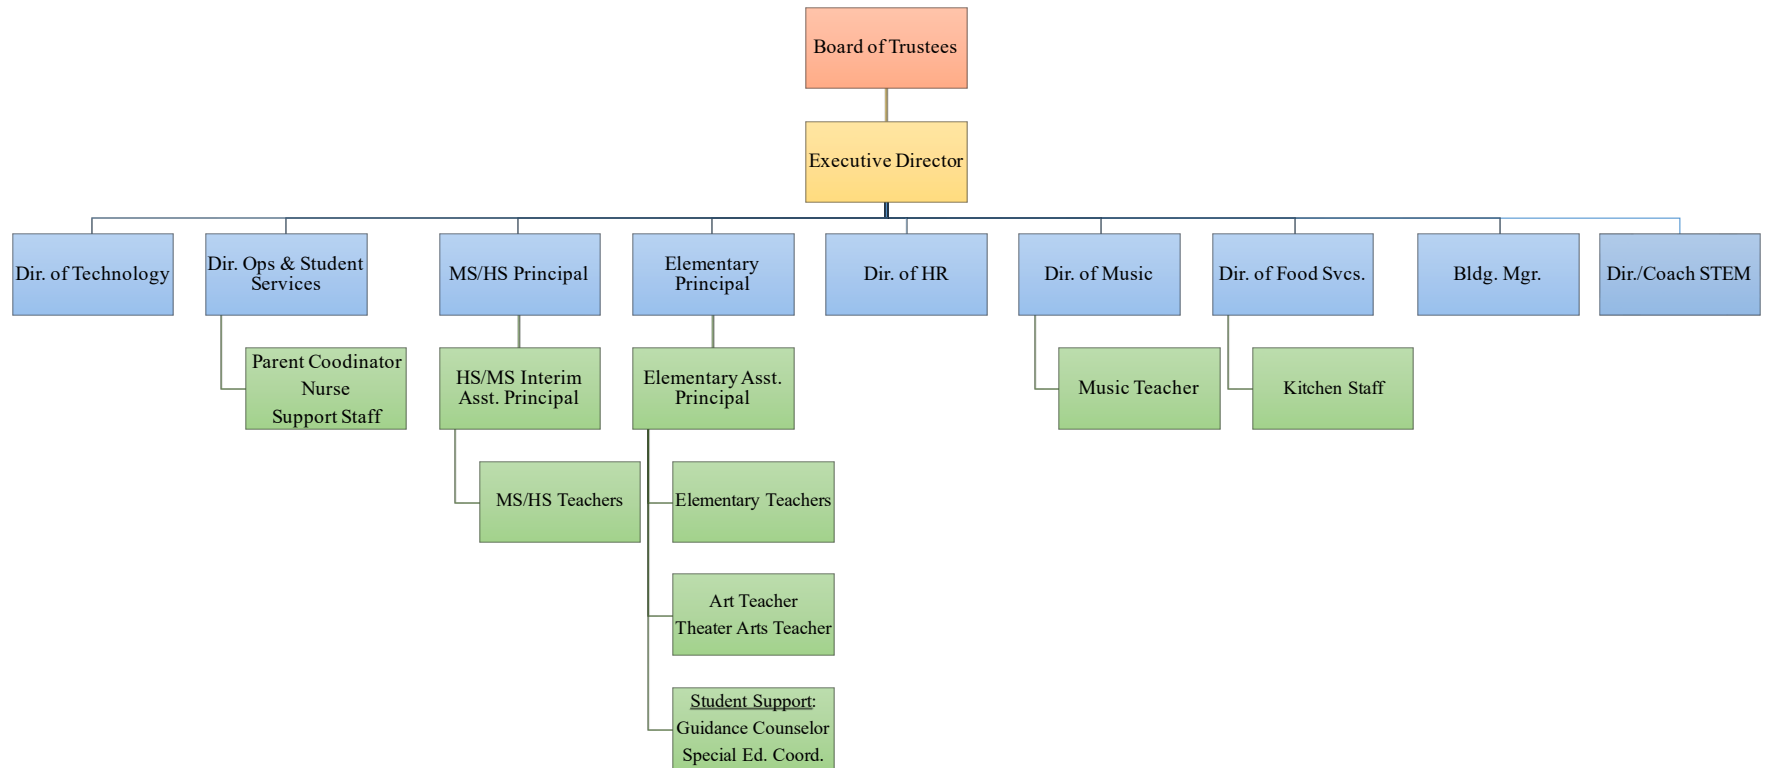 Board of Trustees
Executive Director
Dir. of Technology
Dir. Ops & Student
Services
MS/HS Principal
Elementary
Principal
Dir. of HR
Dir. of Music
Dir. of Food Svcs.
Bldg. Mgr.
Dir./Coach STEM
Parent Coodinator
Nurse
Support Staff
HS/MS Interim
Asst. Principal
Elementary Asst.
Principal
Music Teacher
Kitchen Staff
MS/HS Teachers
Elementary Teachers
Art Teacher
Theater Arts Teacher
Student Support:
Guidance Counselor
Special Ed. Coord.